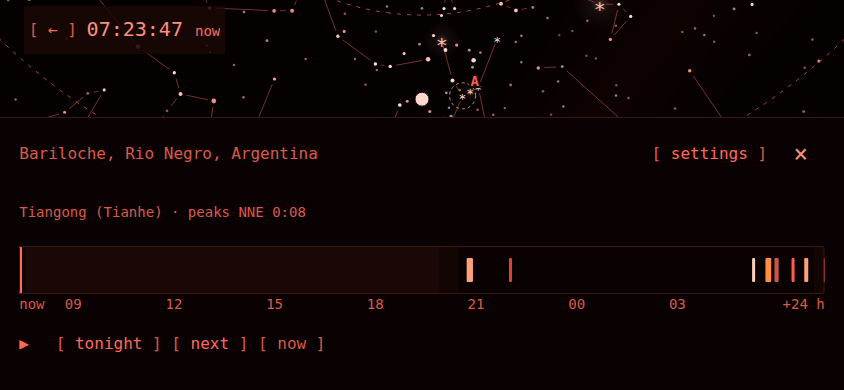 [ ← ] 07:23:47 now
A
Bariloche, Rio Negro, Argentina [ settings ] ×
Tiangong (Tianhe) · peaks NNE 0:08
now 09 12 15 18 21 00 03 +24 h
▶ [ tonight ] [ next ] [ now ]